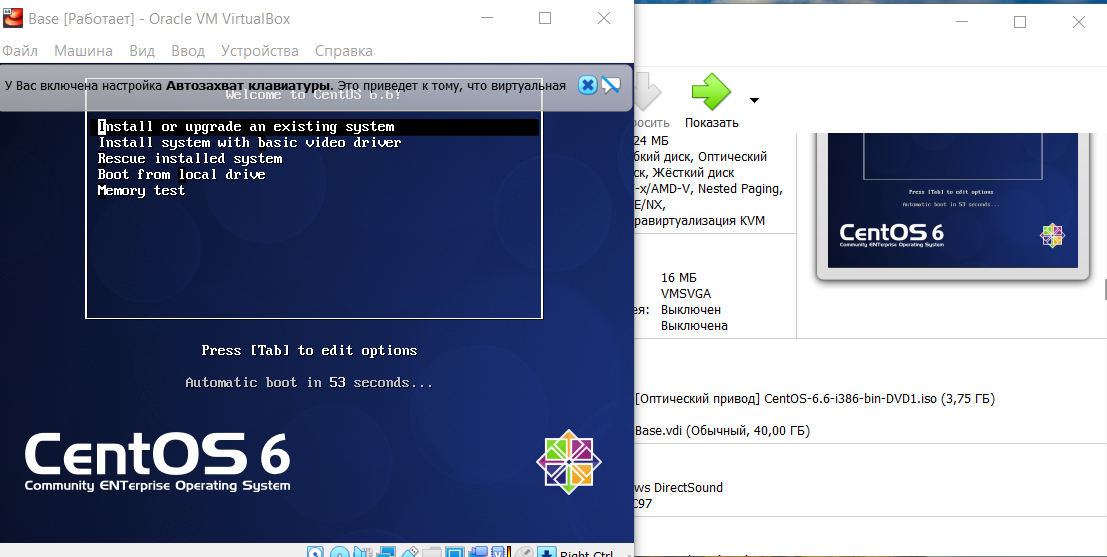 Base [Работает] - Oracle VM VirtualBox
Файл Машина Вид Ввод Устройства Справка
У Вас включена настройка Автозахват клавиатуры. Это приведет к тому, что виртуальная
Welcome to CentOS 6.6!
Install or upgrade an existing system
Install system with basic video driver
Rescue installed system
Boot from local drive
Memory test
Press [Tab] to edit options
Automatic boot in 53 seconds...
CentOS 6
Community ENTerprise Operating System
Right Ctrl
Показать
24 МБ
диск, Оптический
Жёсткий диск
x/AMD-V, Nested Paging,
E/NX,
KVM
16 МБ
VMSVGA
Выключен
Выключена
[Оптический привод] CentOS-6.6-i386-bin-DVD1.iso (3,75 ГБ)
Base.vdi (Обычный, 40,00 ГБ)
ws DirectSound
C97
Press [Tab] to edit options
Automatic boot in 53 seconds...
CentOS 6
Community ENTerprise Operating System